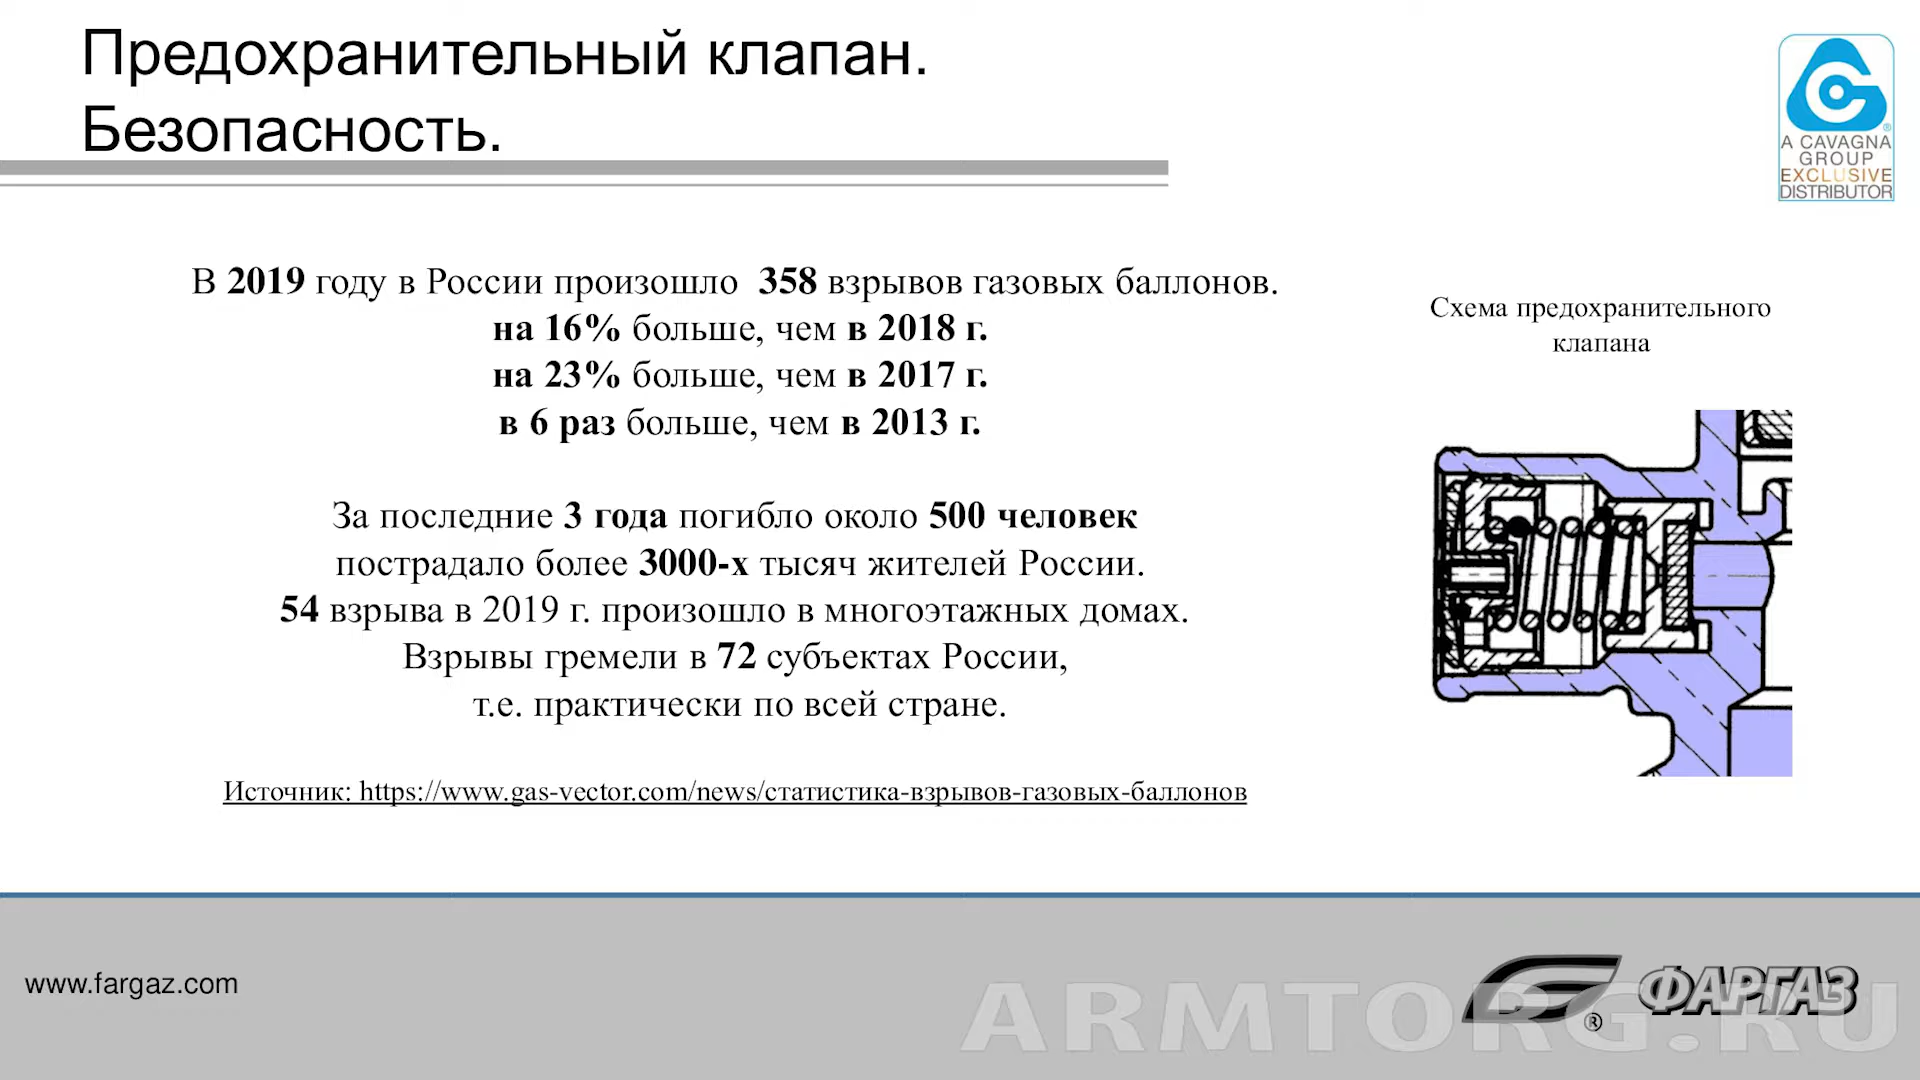 Предохранительный клапан.
Безопасность.
A CAVAGNA
GROUP
EXCLUSIVE
DISTRIBUTOR
В 2019 году в России произошло 358 взрывов газовых баллонов.
на 16% больше, чем в 2018 г.
на 23% больше, чем в 2017 г.
в 6 раз больше, чем в 2013 г.
За последние 3 года погибло около 500 человек
пострадало более 3000-х тысяч жителей России.
54 взрыва в 2019 г. произошло в многоэтажных домах.
Взрывы гремели в 72 субъектах России,
т.е. практически по всей стране.
Источник: https://www.gas-vector.com/news/статистика-взрывов-газовых-баллонов
Схема предохранительного
клапана
www.fargaz.com
ФАРГАЗ
®
ARMTORG.RU